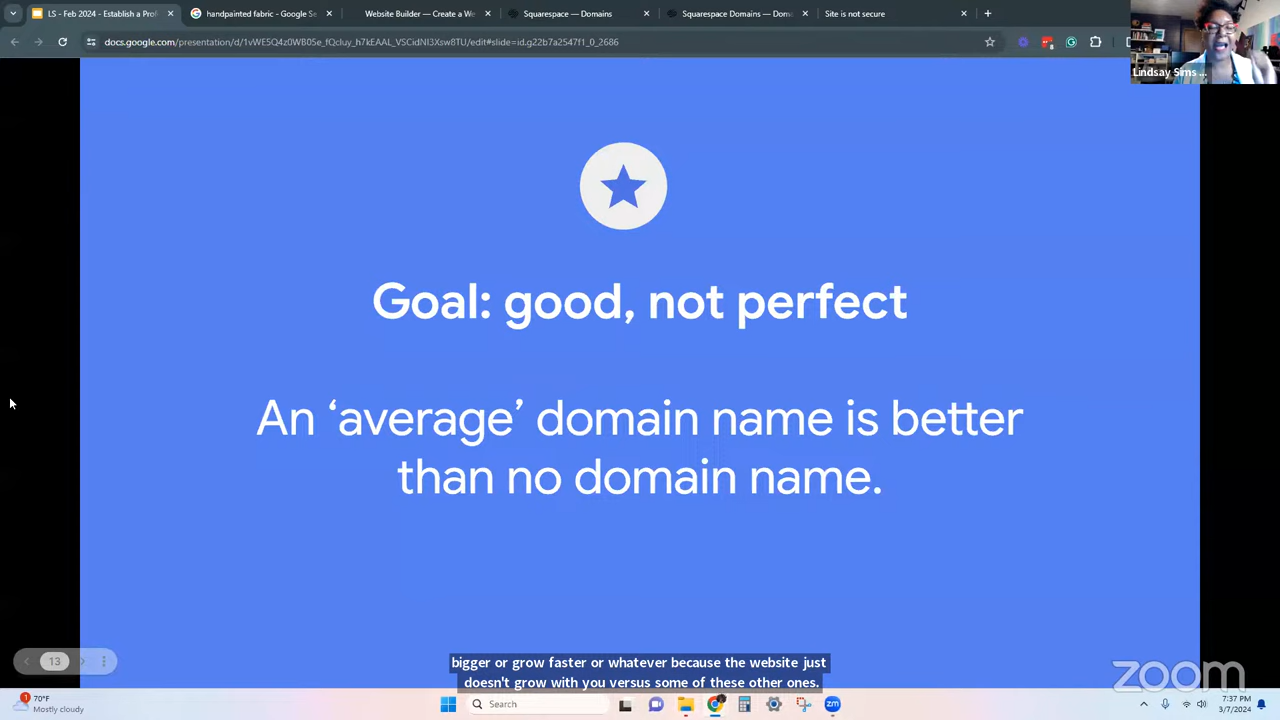 LS - Feb 2024 - Establish a Prof
handpainted fabric - Google Se
Website Builder — Create a We
Squarespace — Domains
Squarespace Domains — Dom
Site is not secure
docs.google.com/presentation/d/
/edit#slide=id.g22b7a2547f1_0_2686
Lindsay Sims ...
Goal: good, not perfect
An ‘average’ domain name is better
than no domain name.
13
bigger or grow faster or whatever because the website just
doesn't grow with you versus some of these other ones.
zoom
1
70°F
Mostly cloudy
Search
zm
7:37 PM
3/7/2024